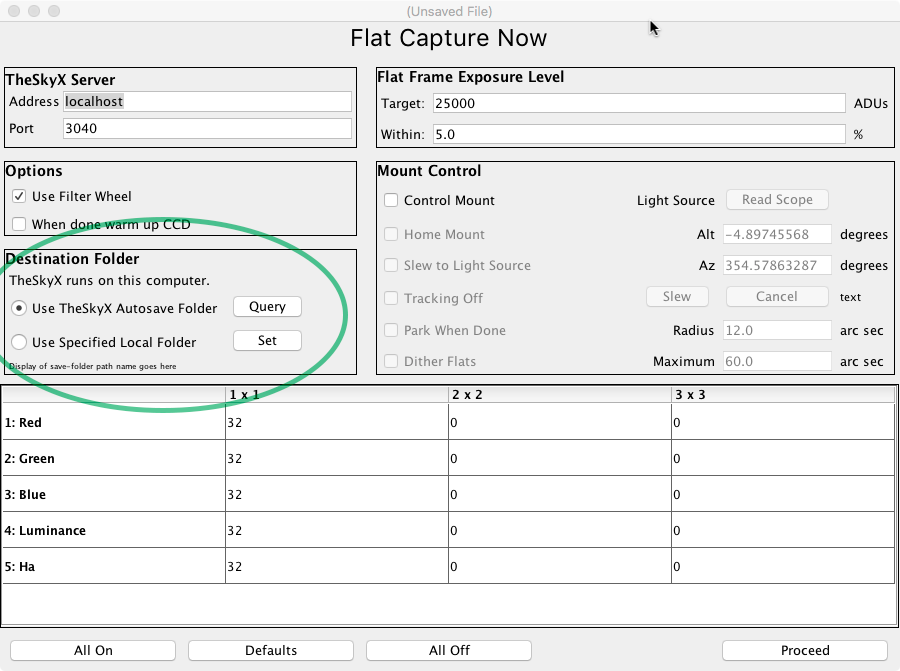 (Unsaved File)
Flat Capture Now
TheSkyX Server
Address localhost
Port 3040
Flat Frame Exposure Level
Target: 25000 ADUs
Within: 5.0 %
Options
Use Filter Wheel
When done warm up CCD
Mount Control
Control Mount Light Source Read Scope
Home Mount Alt -4.89745568 degrees
Slew to Light Source Az 354.57863287 degrees
Tracking Off Slew Cancel text
Park When Done Radius 12.0 arc sec
Dither Flats Maximum 60.0 arc sec
Destination Folder
TheSkyX runs on this computer.
Use TheSkyX Autosave Folder Query
Use Specified Local Folder Set
Display of save-folder path name goes here
1 x 1 2 x 2 3 x 3
1: Red 32 0 0
2: Green 32 0 0
3: Blue 32 0 0
4: Luminance 32 0 0
5: Ha 32 0 0
All On Defaults All Off Proceed